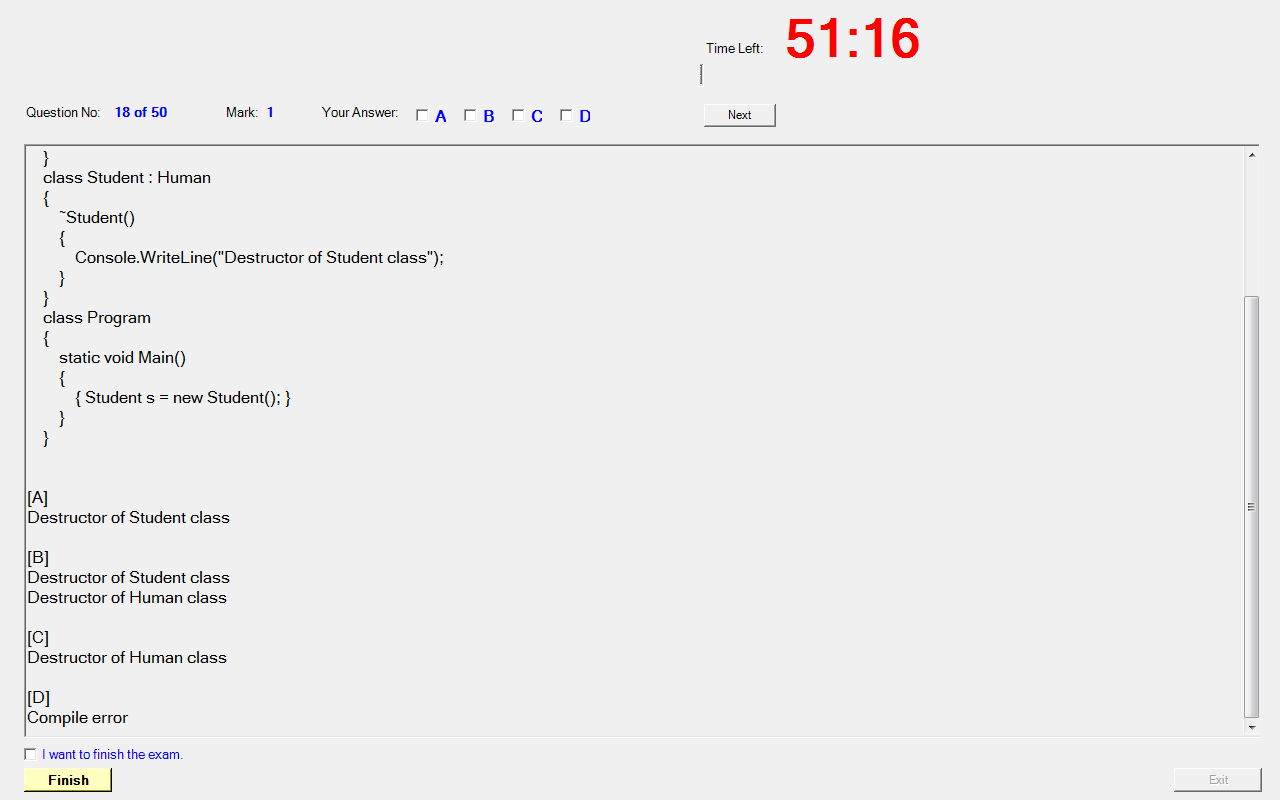 Time Left: 51:16
Question No: 18 of 50 Mark: 1 Your Answer: A B C D Next
}
class Student : Human
{
~Student()
{
Console.WriteLine("Destructor of Student class");
}
}
class Program
{
static void Main()
{
{ Student s = new Student(); }
}
}
[A]
Destructor of Student class
[B]
Destructor of Student class
Destructor of Human class
[C]
Destructor of Human class
[D]
Compile error
I want to finish the exam.
Finish Exit